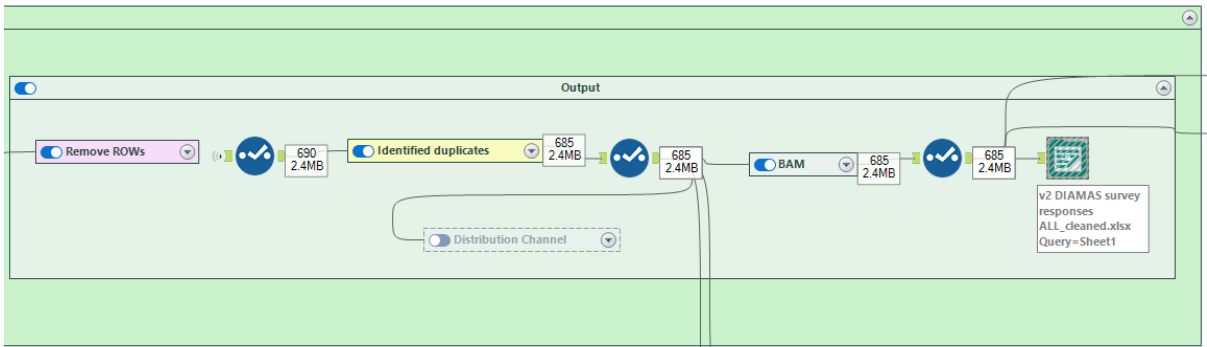 Output
Remove ROWs
690
2.4MB
Identified duplicates
685
2.4MB
685
2.4MB
BAM
685
2.4MB
685
2.4MB
v2 DIAMAS survey
responses
ALL_cleaned.xlsx
Query=Sheet1
Distribution Channel